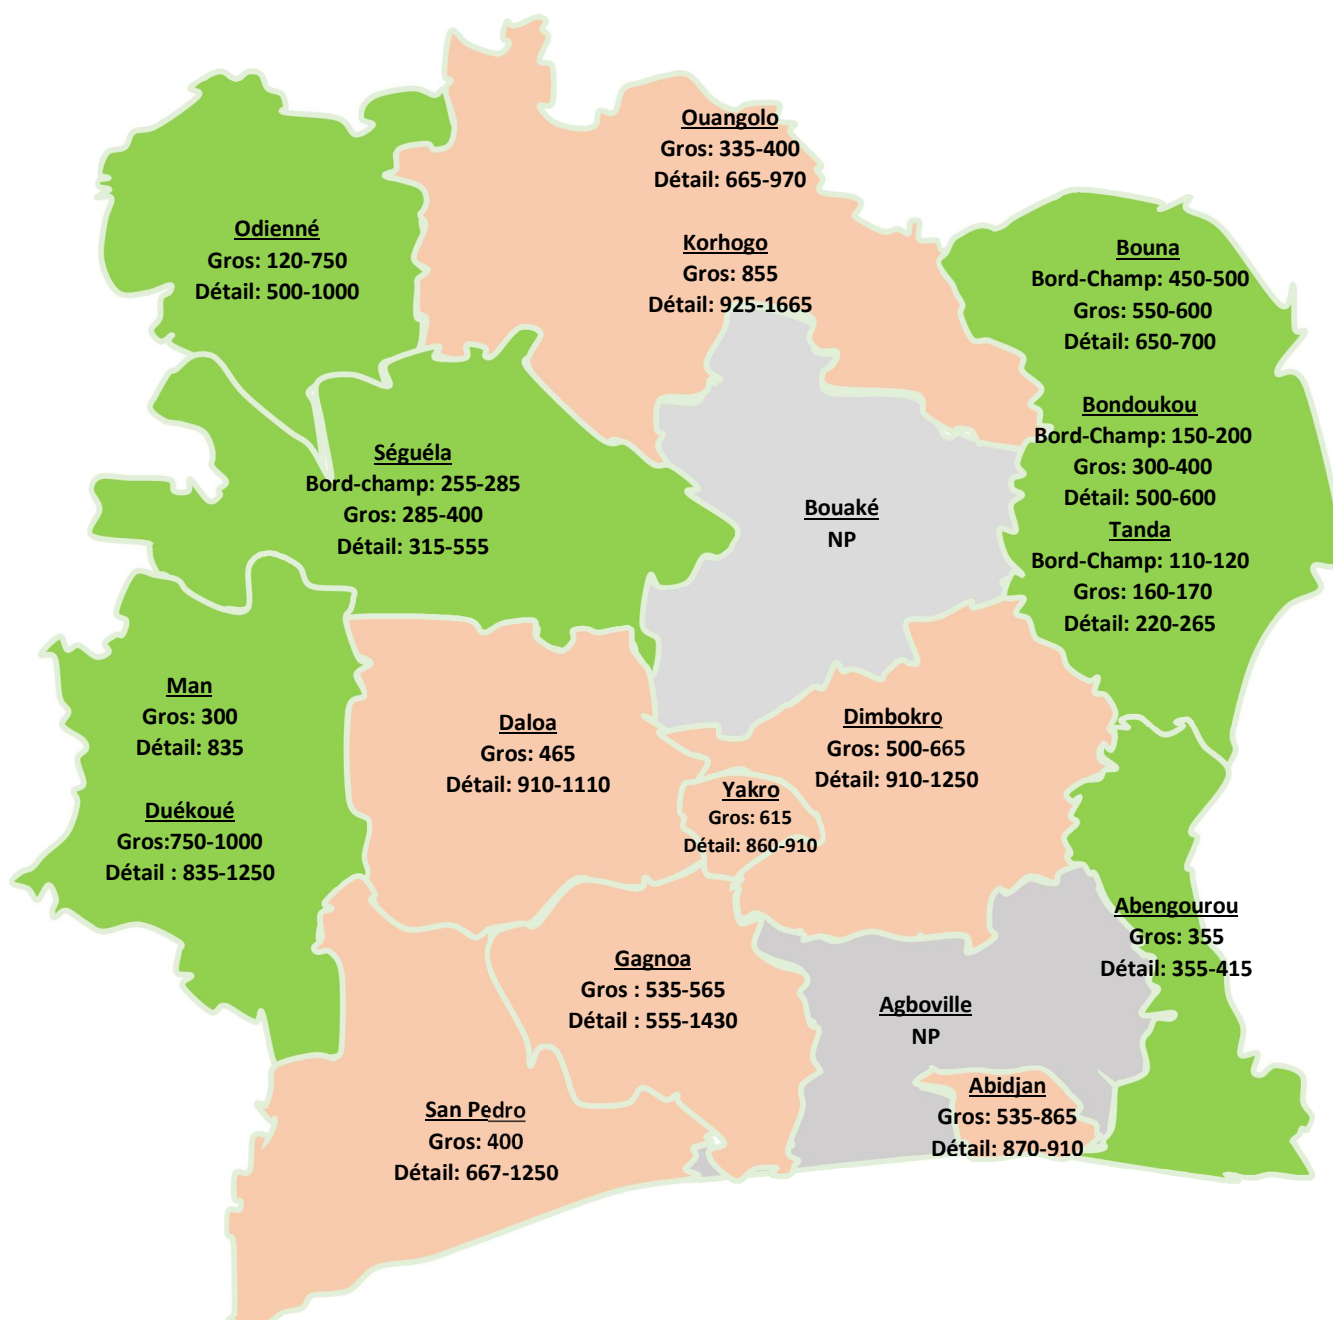 Ouangolo
Gros: 335-400
Détail: 665-970
Korhogo
Gros: 855
Détail: 925-1665
Odienné
Gros: 120-750
Détail: 500-1000
Bouna
Bord-Champ: 450-500
Gros: 550-600
Détail: 650-700
Bondoukou
Bord-Champ: 150-200
Gros: 300-400
Détail: 500-600
Tanda
Bord-Champ: 110-120
Gros: 160-170
Détail: 220-265
Séguéla
Bord-champ: 255-285
Gros: 285-400
Détail: 315-555
Bouaké
NP
Man
Gros: 300
Détail: 835
Duékoué
Gros:750-1000
Détail : 835-1250
Daloa
Gros: 465
Détail: 910-1110
Dimbokro
Gros: 500-665
Détail: 910-1250
Yakro
Gros: 615
Détail: 860-910
Abengourou
Gros: 355
Détail: 355-415
Gagnoa
Gros : 535-565
Détail : 555-1430
Agboville
NP
Abidjan
Gros: 535-865
Détail: 870-910
San Pedro
Gros: 400
Détail: 667-1250